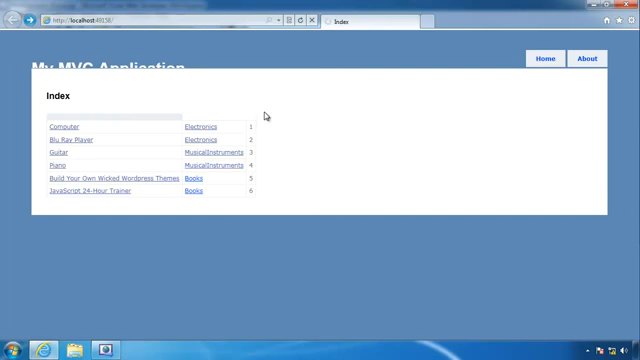 http://localhost:49156/
Index
My MVC Application
Home
About
Index
Computer Electronics 1
Blu Ray Player Electronics 2
Guitar MusicalInstruments 3
Piano MusicalInstruments 4
Build Your Own Wicked Wordpress Themes Books 5
JavaScript 24-Hour Trainer Books 6